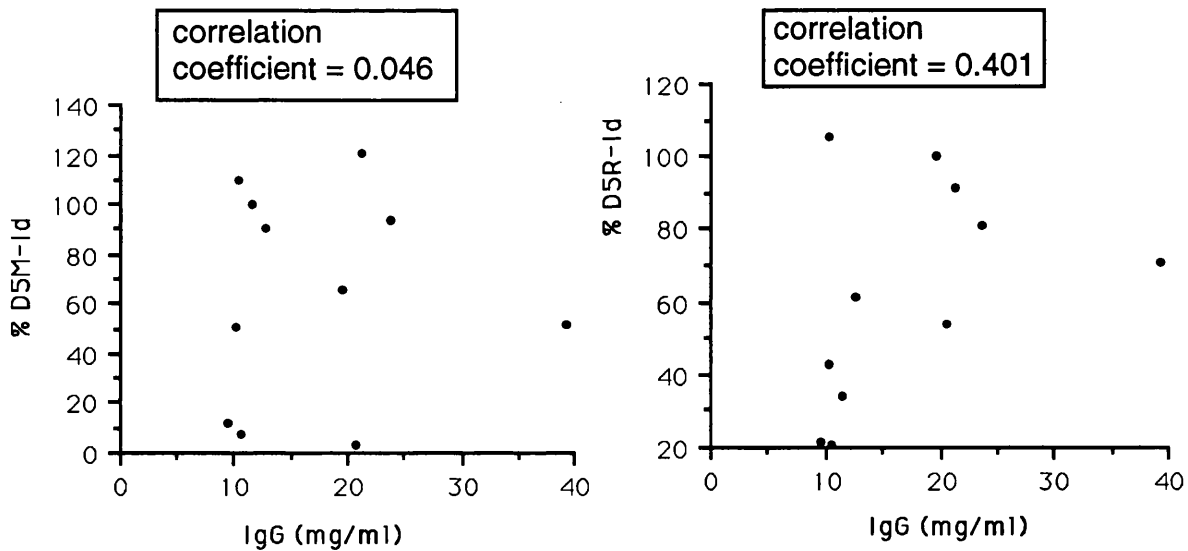 correlation
coefficient = 0.046
% D5M-Id
140
120
100
80
60
40
20
0
0 10 20 30 40
IgG (mg/ml)
correlation
coefficient = 0.401
% D5R-Id
120
100
80
60
40
20
0 10 20 30 40
IgG (mg/ml)